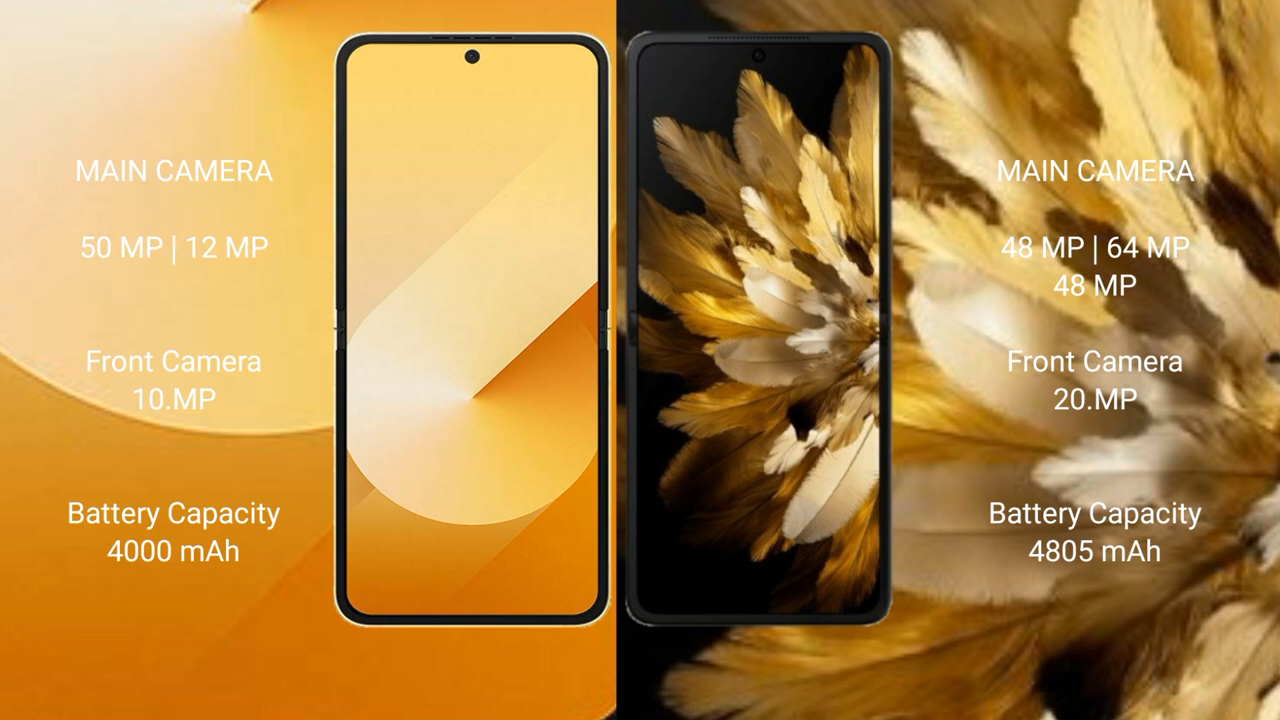 MAIN CAMERA
50 MP | 12 MP
Front Camera
10.MP
Battery Capacity
4000 mAh
MAIN CAMERA
48 MP | 64 MP
48 MP
Front Camera
20.MP
Battery Capacity
4805 mAh